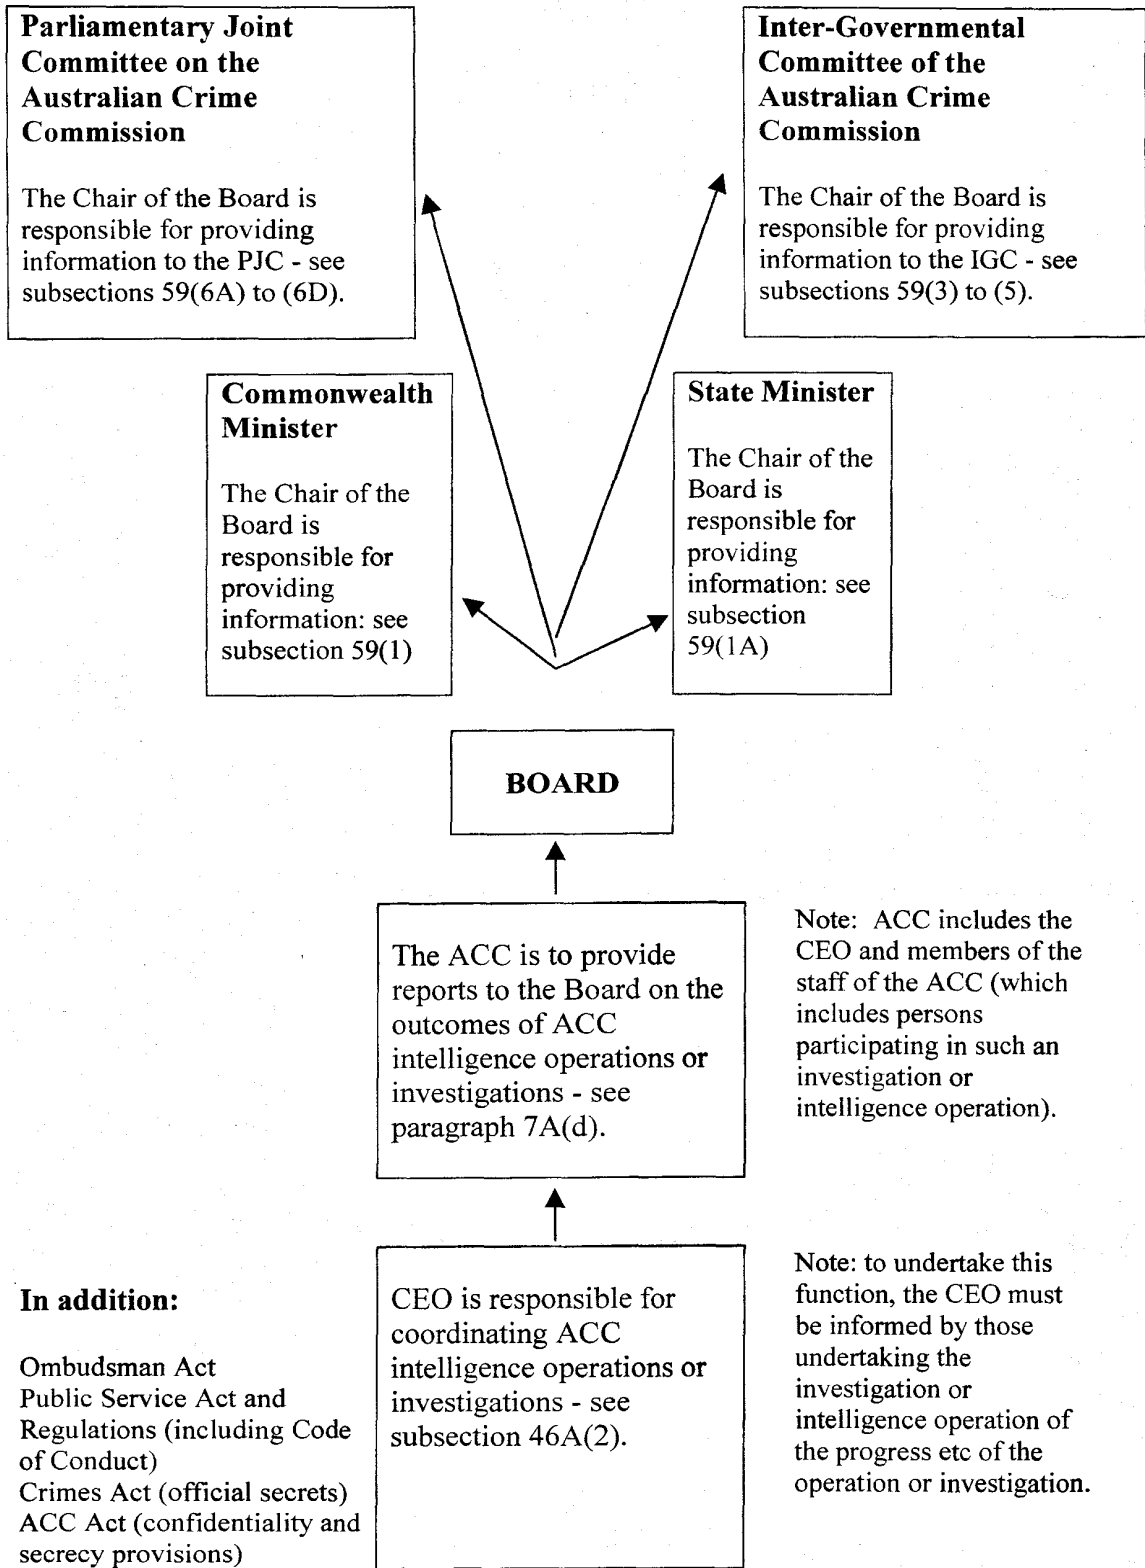 Parliamentary Joint
Committee on the
Australian Crime
Commission
The Chair of the Board is
responsible for providing
information to the PJC - see
subsections 59(6A) to (6D).
Inter-Governmental
Committee of the
Australian Crime
Commission
The Chair of the Board is
responsible for providing
information to the IGC - see
subsections 59(3) to (5).
Commonwealth
Minister
The Chair of the
Board is
responsible for
providing
information: see
subsection 59(1)
State Minister
The Chair of the
Board is
responsible for
providing
information: see
subsection
59(1A)
BOARD
The ACC is to provide
reports to the Board on the
outcomes of ACC
intelligence operations or
investigations - see
paragraph 7A(d).
Note: ACC includes the
CEO and members of the
staff of the ACC (which
includes persons
participating in such an
investigation or
intelligence operation).
In addition:
Ombudsman Act
Public Service Act and
Regulations (including Code
of Conduct)
Crimes Act (official secrets)
ACC Act (confidentiality and
secrecy provisions)
CEO is responsible for
coordinating ACC
intelligence operations or
investigations - see
subsection 46A(2).
Note: to undertake this
function, the CEO must
be informed by those
undertaking the
investigation or
intelligence operation of
the progress etc of the
operation or investigation.